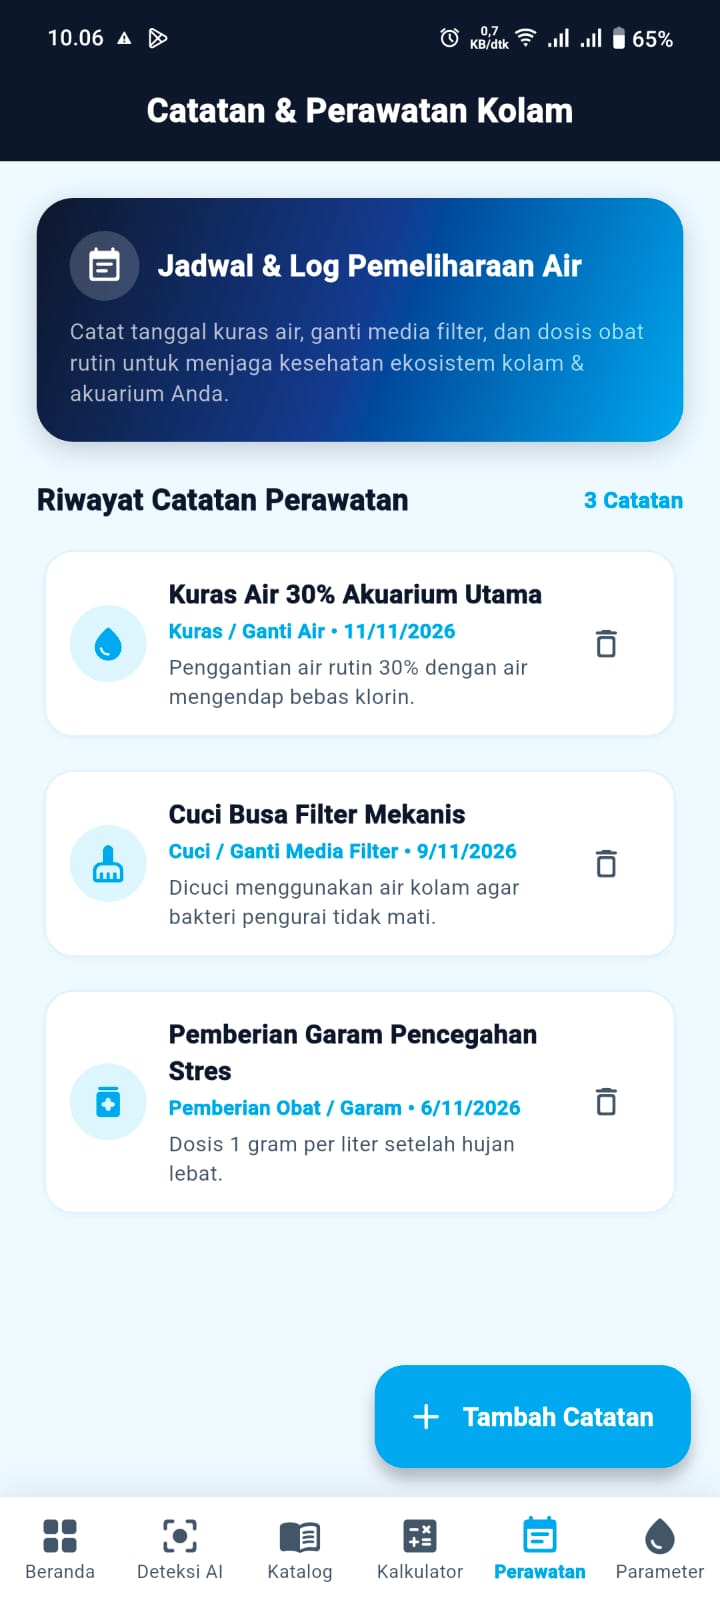 10.06
0,7
KB/dtk
65%
Catatan & Perawatan Kolam
Jadwal & Log Pemeliharaan Air
Catat tanggal kuras air, ganti media filter, dan dosis obat
rutin untuk menjaga kesehatan ekosistem kolam &
akuarium Anda.
Riwayat Catatan Perawatan
3 Catatan
Kuras Air 30% Akuarium Utama
Kuras / Ganti Air • 11/11/2026
Penggantian air rutin 30% dengan air
mengendap bebas klorin.
Cuci Busa Filter Mekanis
Cuci / Ganti Media Filter • 9/11/2026
Dicuci menggunakan air kolam agar
bakteri pengurai tidak mati.
Pemberian Garam Pencegahan
Stres
Pemberian Obat / Garam • 6/11/2026
Dosis 1 gram per liter setelah hujan
lebat.
+ Tambah Catatan
Beranda
Deteksi AI
Katalog
Kalkulator
Perawatan
Parameter